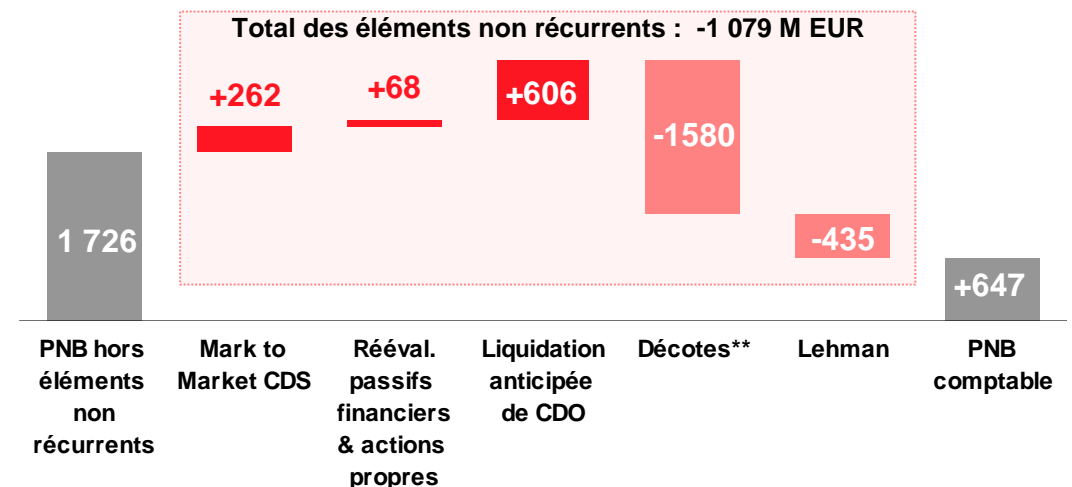 Total des éléments non récurrents : -1 079 M EUR
+262
+68
+606
-1580
-435
1 726
+647
PNB hors
éléments
non
récurrents
Mark to
Market CDS
Rééval.
passifs
financiers
& actions
propres
Liquidation
anticipée
de CDO
Décotes**
Lehman
PNB
comptable